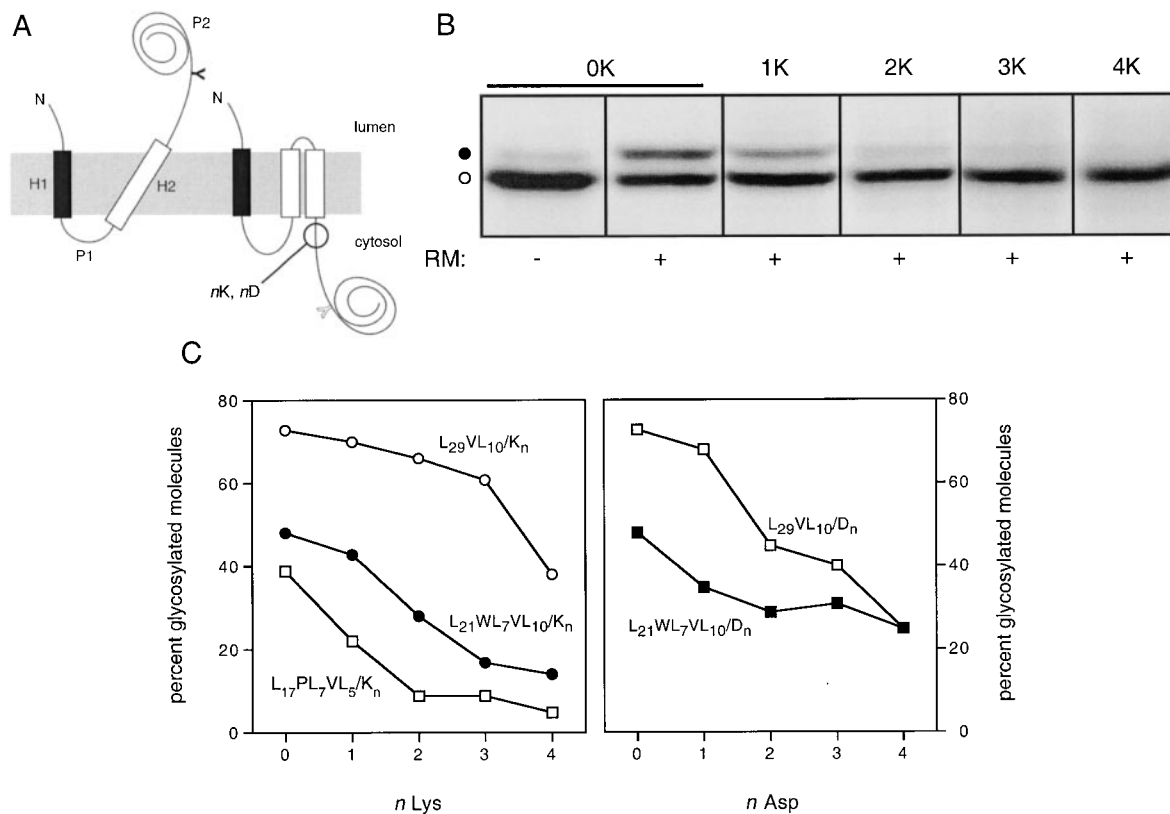 A
P2
N
N
lumen
H1
H2
cytosol
P1
nK, nD
B
0K 1K 2K 3K 4K
RM: - + + + + +
C
80
60
40
20
0
percent glycosylated molecules
L29VL10/Kn
L21WL7VL10/Kn
L17PL7VL5/Kn
0 1 2 3 4
n Lys
80
60
40
20
0
percent glycosylated molecules
L29VL10/Dn
L21WL7VL10/Dn
0 1 2 3 4
n Asp